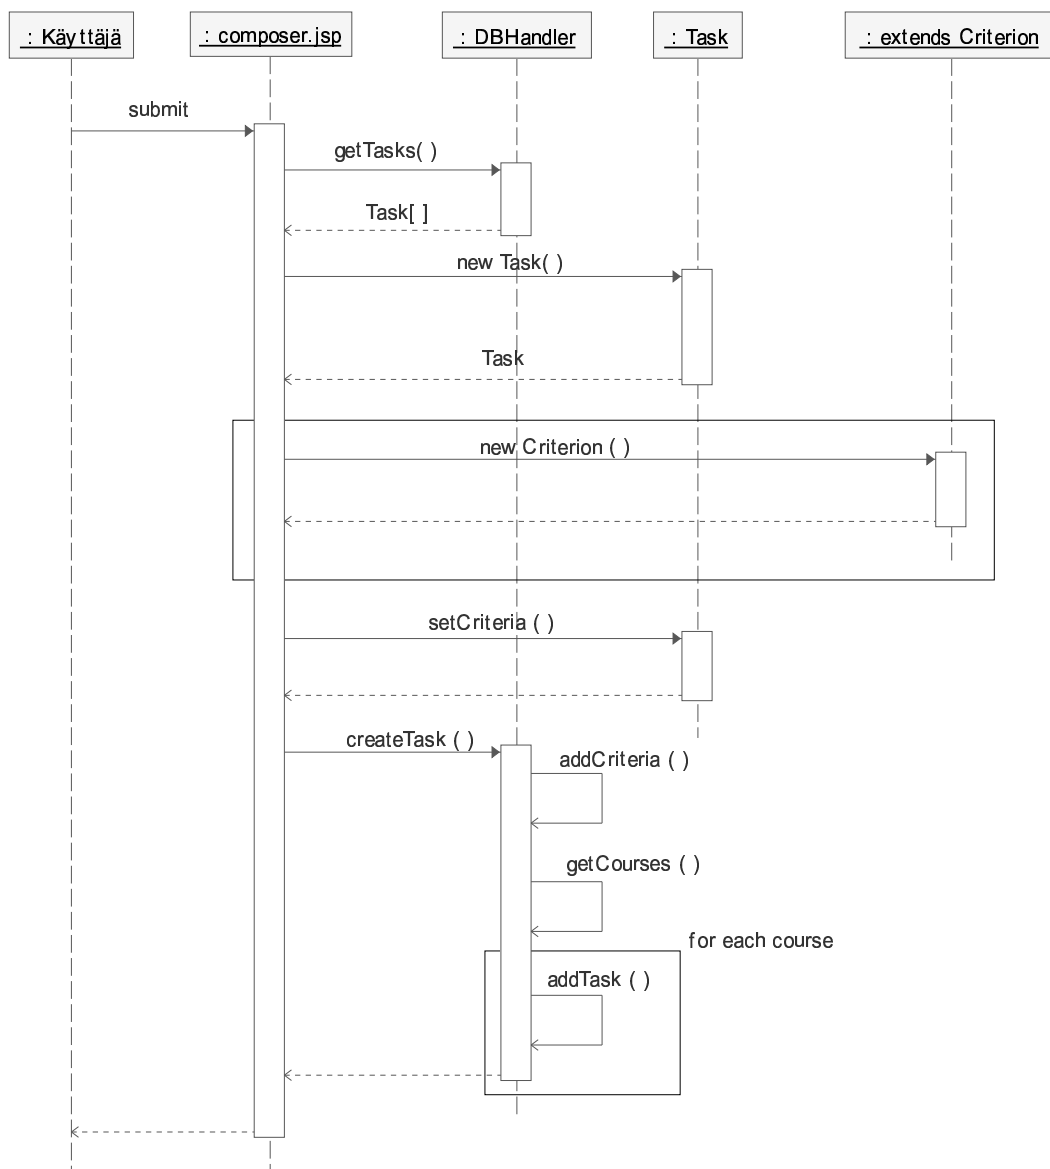 : Käyttäjä
: composer.jsp
: DBHandler
: Task
: extends Criterion
submit
getTasks( )
Task[ ]
new Task( )
Task
new Criterion ( )
setCriteria ( )
createTask ( )
addCriteria ( )
getCourses ( )
for each course
addTask ( )